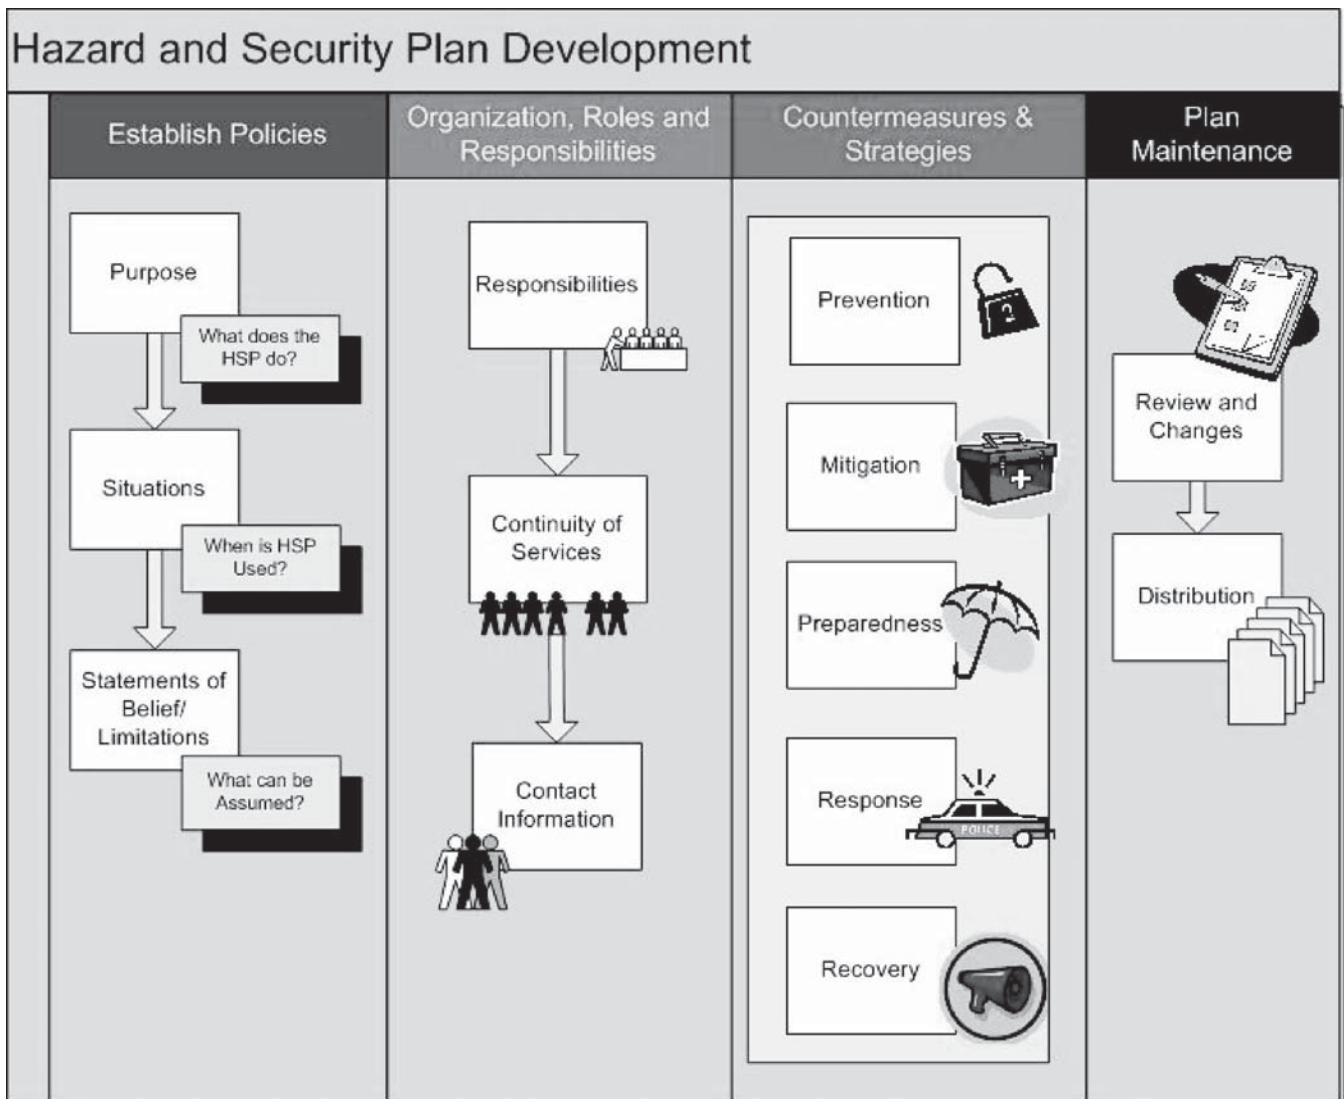 Hazard and Security Plan Development
Establish Policies
Organization, Roles and
Responsibilities
Countermeasures &
Strategies
Plan
Maintenance
Purpose
What does the
HSP do?
Situations
When is HSP
Used?
Statements of
Belief/
Limitations
What can be
Assumed?
Responsibilities
Continuity of
Services
Contact
Information
Prevention
Mitigation
Preparedness
Response
POLICE
Recovery
Review and
Changes
Distribution